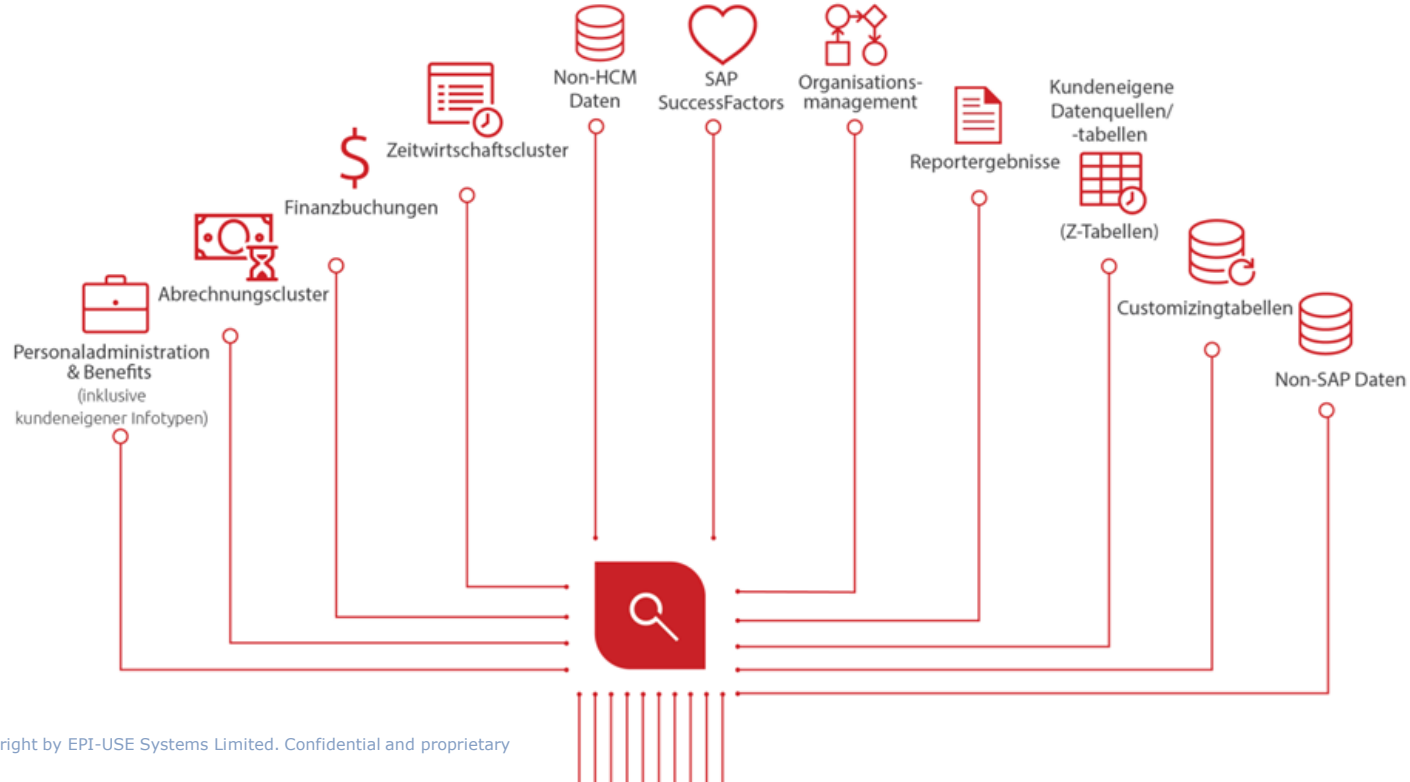 Non-HCM
Daten
SAP
SuccessFactors
Organisations-
management
Kundeneigene
Datenquellen/
-tabellen
(Z-Tabellen)
Zeitwirtschaftscluster
Reportergebnisse
$
Finanzbuchungen
Abrechnungscluster
Customizingtabellen
Personaladministration
& Benefits
(inklusive
kundeneigener Infotypen)
Non-SAP Daten
right by EPI-USE Systems Limited. Confidential and proprietary